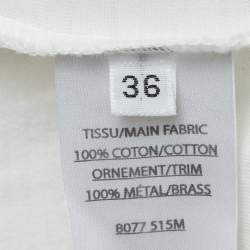 36
TISSU/MAIN FABRIC
100% COTON/COTTON
ORNEMENT/TRIM
100% MÉTAL/BRASS
B077 515M